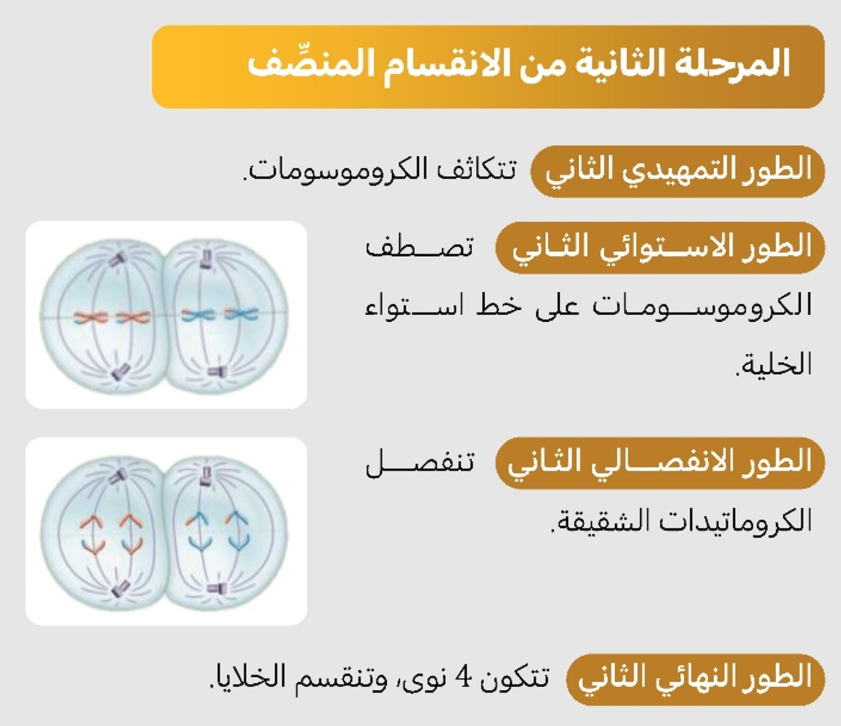 المرحلة الثانية من الانقسام المنصِّف
الطور التمهيدي الثاني تتكاثف الكروموسومات.
الطور الاستوائي الثاني تصطف
الكروموسومات على خط استواء
الخلية.
الطور الانفصالي الثاني تنفصل
الكروماتيدات الشقيقة.
الطور النهائي الثاني تتكون 4 نوى، وتنقسم الخلايا.